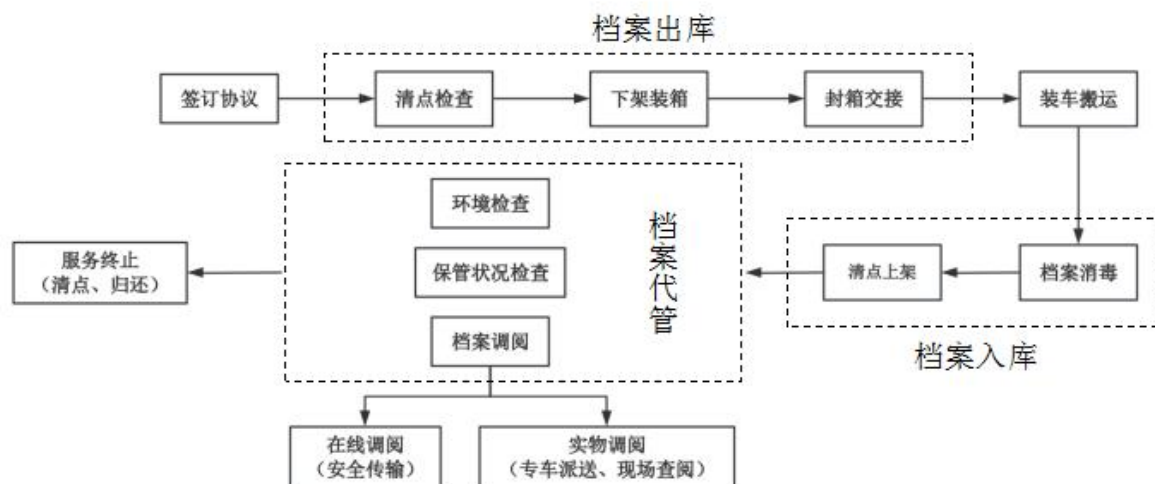 档案出库
签订协议
清点检查
下架装箱
封箱交接
装车搬运
环境检查
保管状况检查
档案调阅
档案代管
服务终止
（清点、归还）
清点上架
档案消毒
档案入库
在线调阅
（安全传输）
实物调阅
（专车派送、现场查阅）